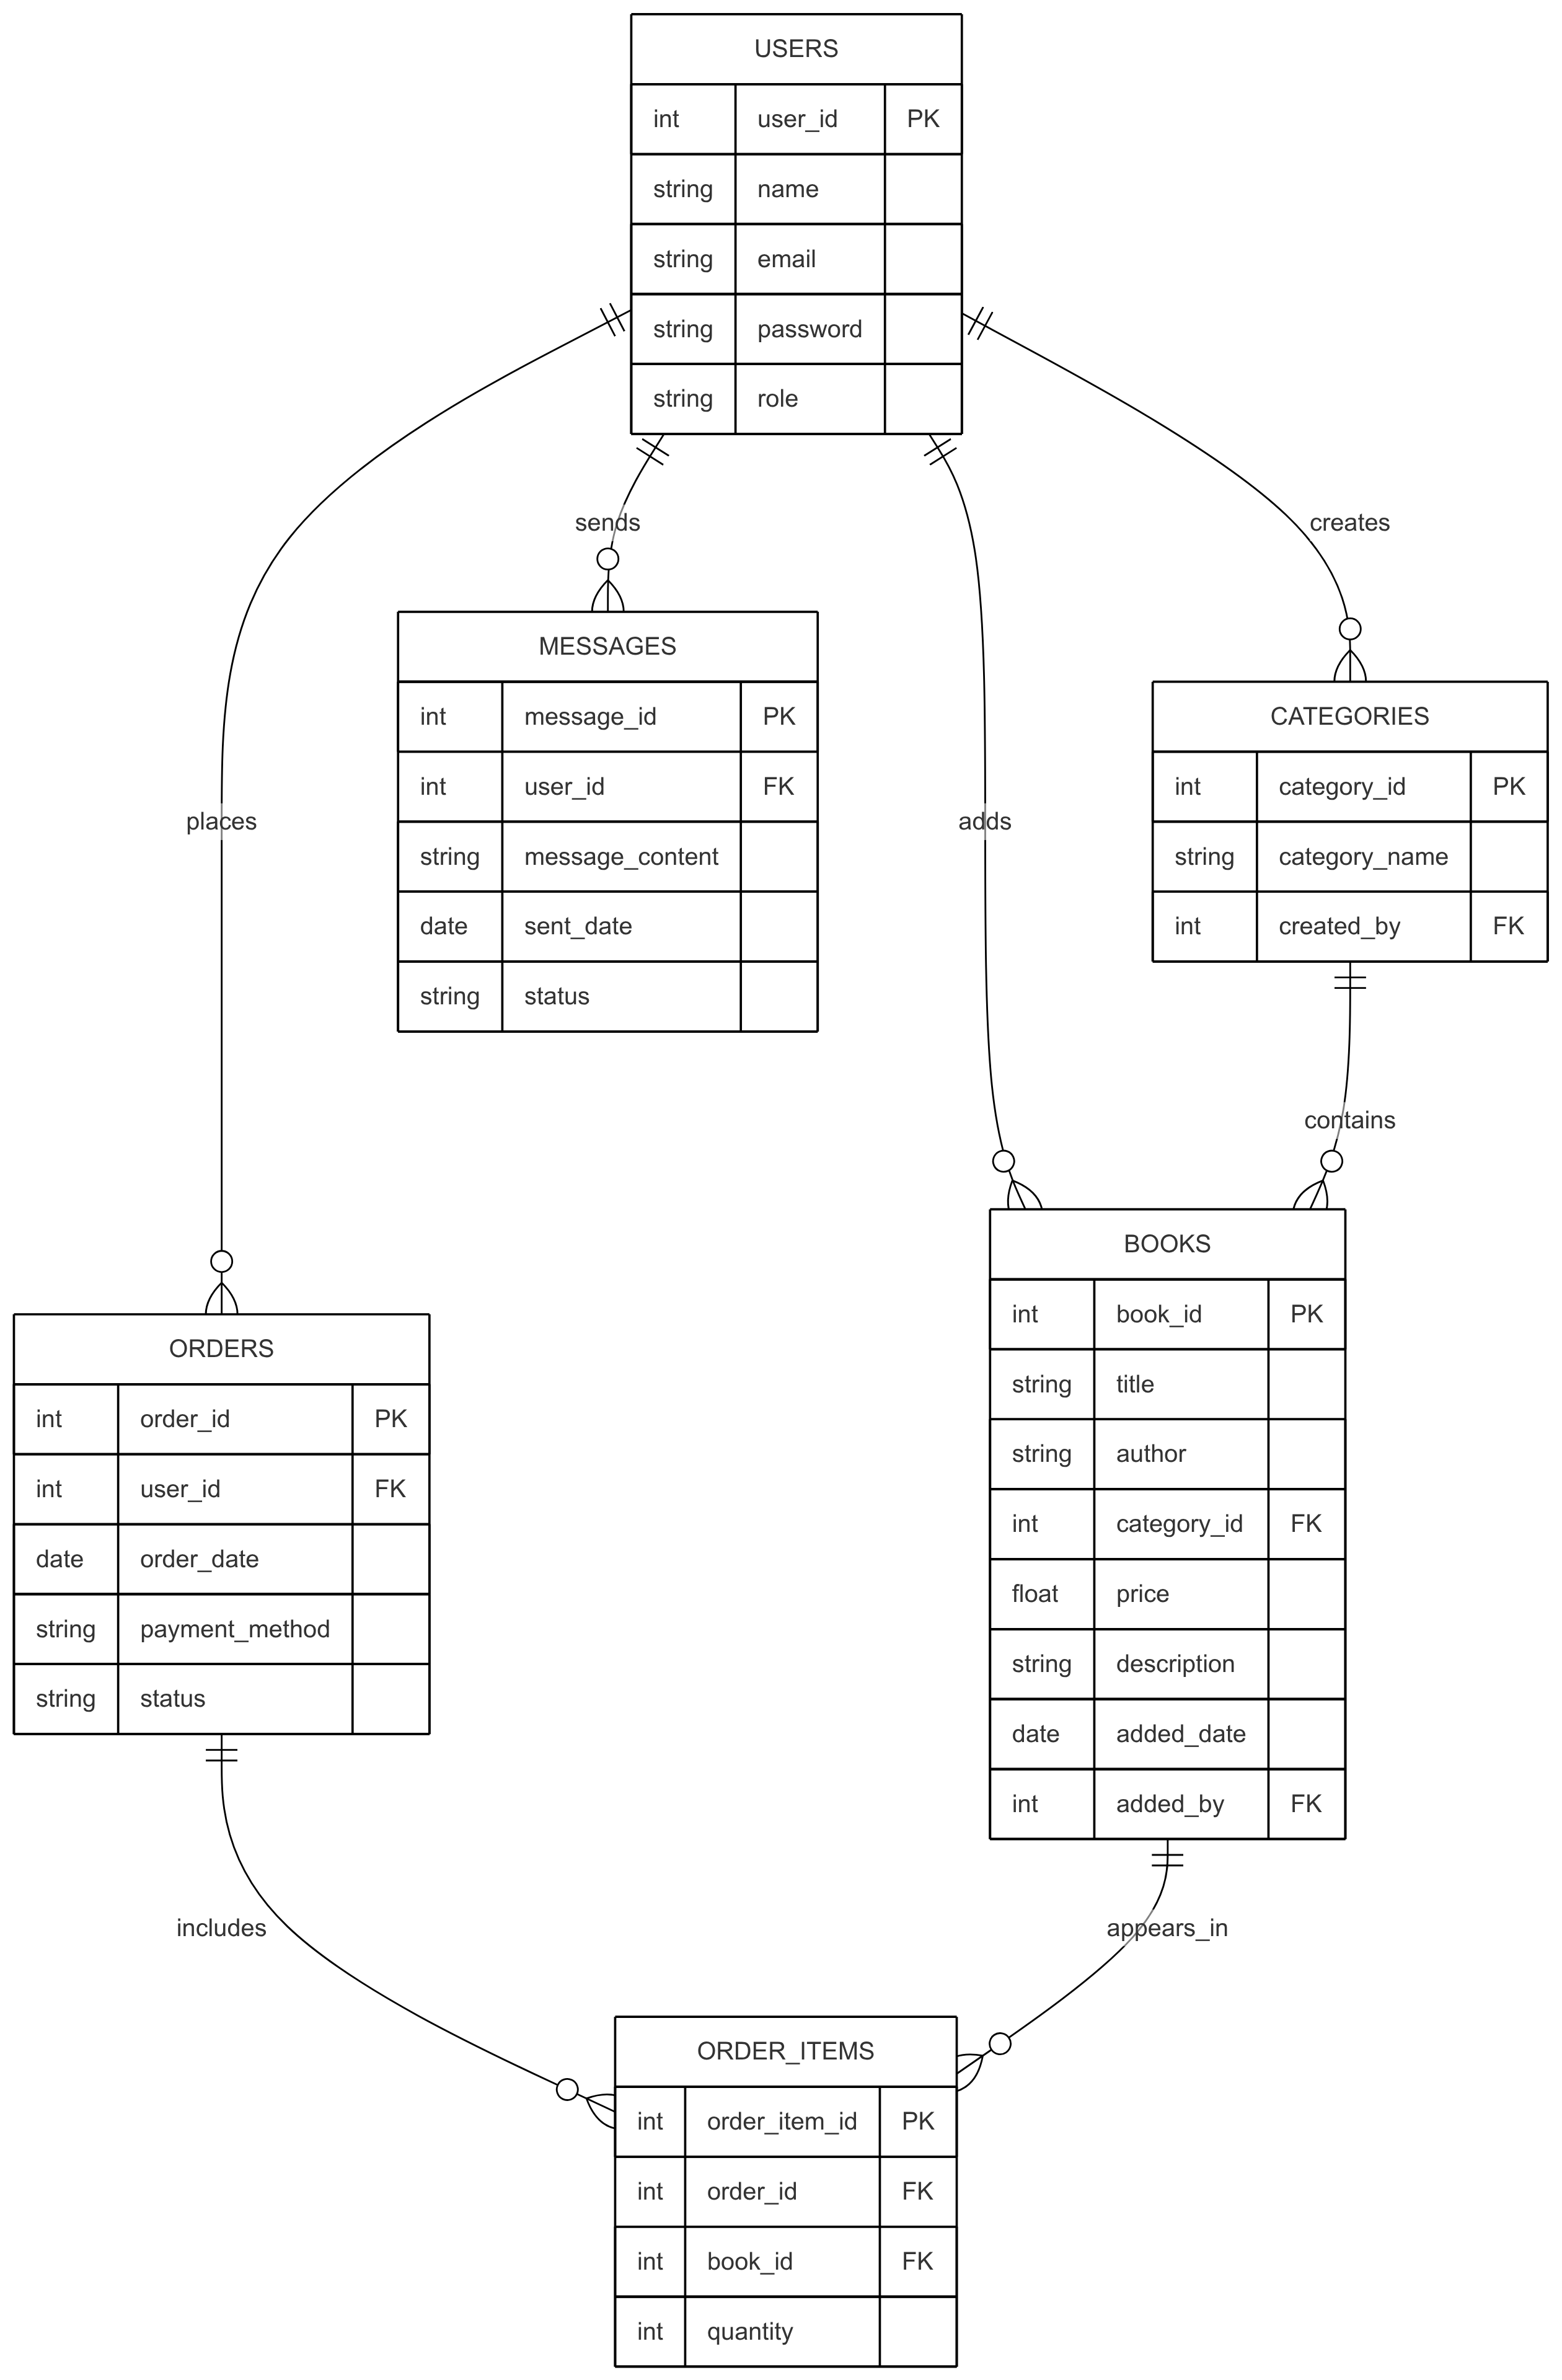 USERS
int user_id PK
string name
string email
string password
string role
sends
creates
MESSAGES
int message_id PK
int user_id FK
string message_content
date sent_date
string status
CATEGORIES
int category_id PK
string category_name
int created_by FK
places
adds
contains
BOOKS
int book_id PK
string title
string author
int category_id FK
float price
string description
date added_date
int added_by FK
ORDERS
int order_id PK
int user_id FK
date order_date
string payment_method
string status
includes
appears_in
ORDER_ITEMS
int order_item_id PK
int order_id FK
int book_id FK
int quantity